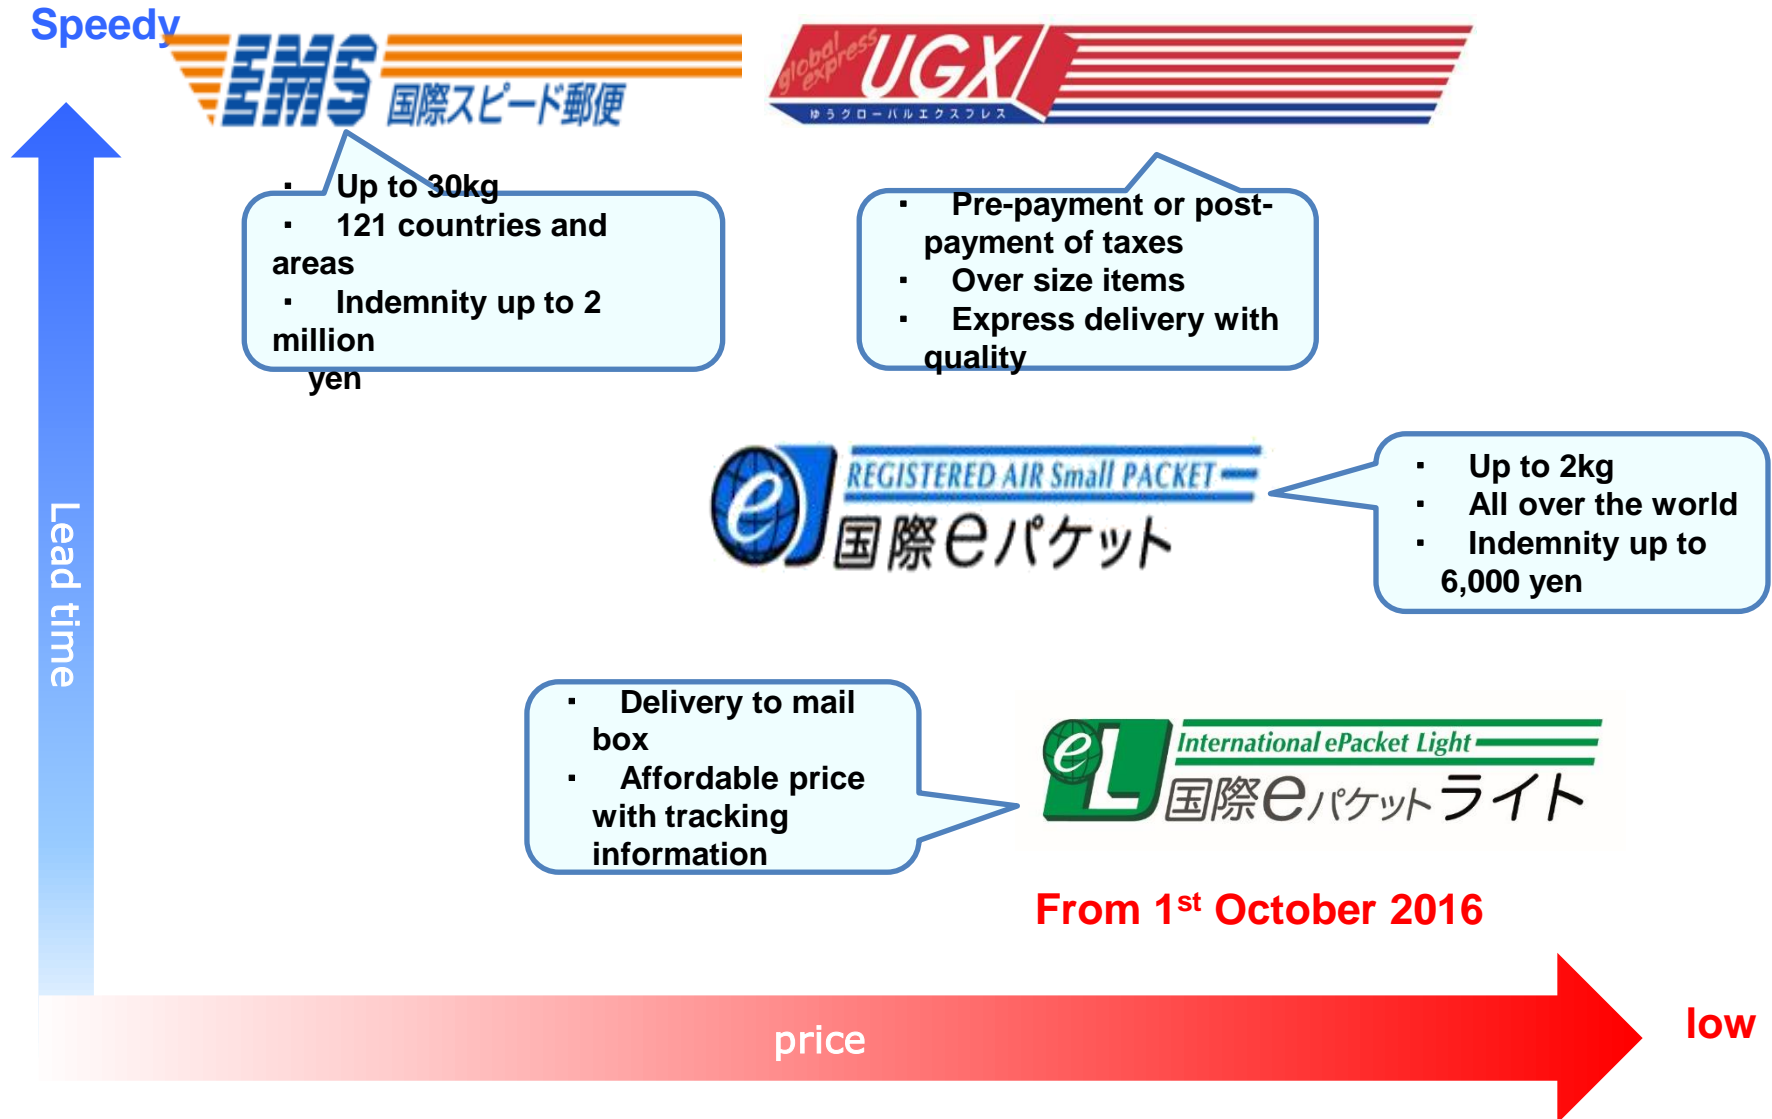 Speedy
EMS
国際スピード郵便
global express
UGX
ゆうグローバルエクスプレス
▪ Up to 30kg
▪ 121 countries and
areas
▪ Indemnity up to 2
million
yen
▪ Pre-payment or post-
payment of taxes
▪ Over size items
▪ Express delivery with
quality
e
REGISTERED AIR Small PACKET
国際eパケット
▪ Up to 2kg
▪ All over the world
▪ Indemnity up to
6,000 yen
Lead time
▪ Delivery to mail
box
▪ Affordable price
with tracking
information
eL
International ePacket Light
国際eパケットライト
From 1st October 2016
price
low